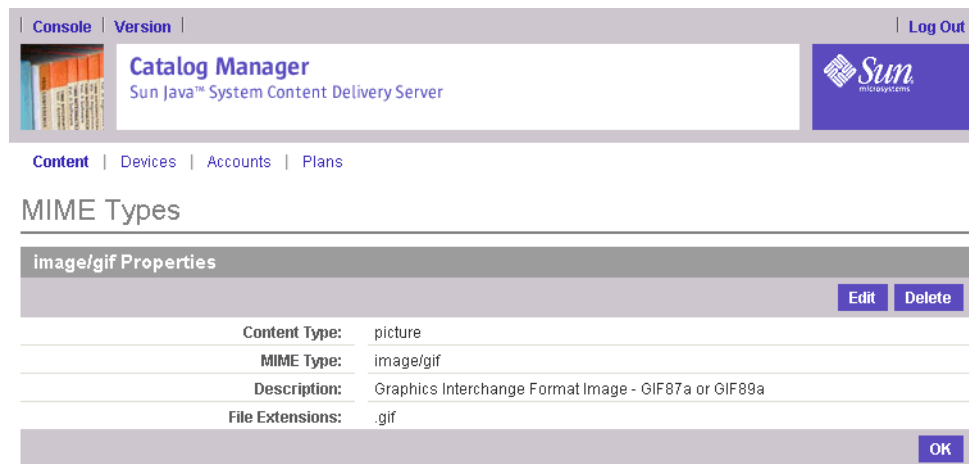 Console | Version | | Log Out
Catalog Manager
Sun Java™ System Content Delivery Server
Sun
microsystems
Content | Devices | Accounts | Plans
MIME Types
image/gif Properties
Edit Delete
Content Type: picture
MIME Type: image/gif
Description: Graphics Interchange Format Image - GIF87a or GIF89a
File Extensions: .gif
OK